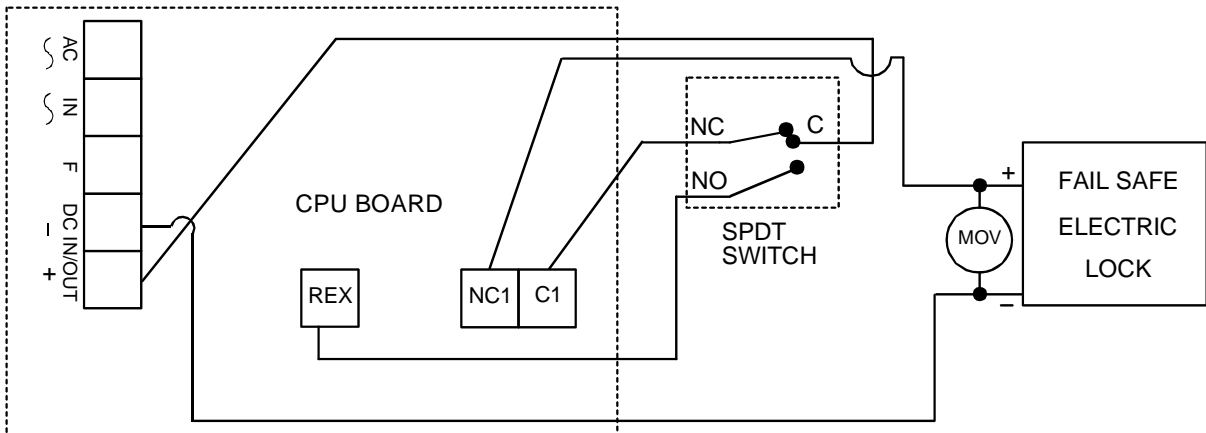 AC
IN
F
DC IN/OUT
−
+
CPU BOARD
REX
NC1
C1
NC
C
NO
SPDT
SWITCH
+
MOV
−
FAIL SAFE
ELECTRIC
LOCK